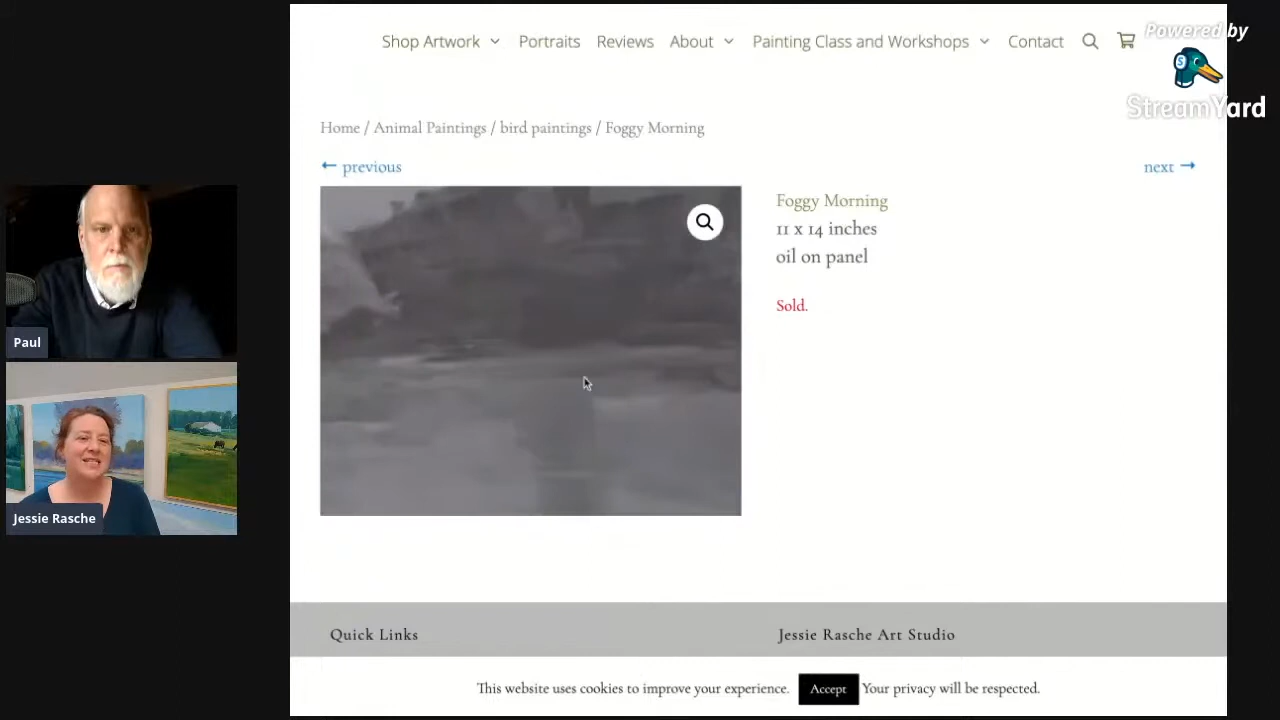 Shop Artwork Portraits Reviews About Painting Class and Workshops Contact
Powered by
StreamYard
Home / Animal Paintings / bird paintings / Foggy Morning
← previous
next →
Foggy Morning
11 x 14 inches
oil on panel
Sold.
Paul
Jessie Rasche
Quick Links
Jessie Rasche Art Studio
This website uses cookies to improve your experience. Accept Your privacy will be respected.